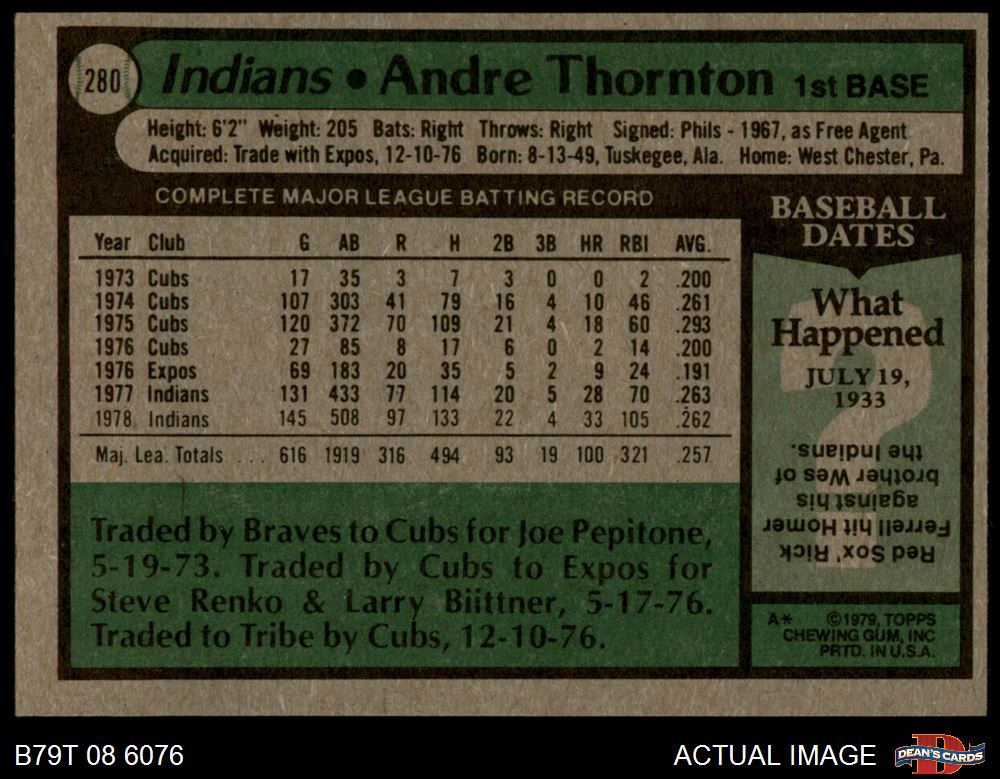 280 Indians • Andre Thornton 1st BASE
Height: 6'2" Weight: 205 Bats: Right Throws: Right Signed: Phils - 1967, as Free Agent
Acquired: Trade with Expos, 12-10-76 Born: 8-13-49, Tuskegee, Ala. Home: West Chester, Pa.
COMPLETE MAJOR LEAGUE BATTING RECORD
Year Club G AB R H 2B 3B HR RBI AVG.
1973 Cubs 17 35 3 7 3 0 0 2 .200
1974 Cubs 107 303 41 79 16 4 10 46 .261
1975 Cubs 120 372 70 109 21 4 18 60 .293
1976 Cubs 27 85 8 17 6 0 2 14 .200
1976 Expos 69 183 20 35 5 2 9 24 .191
1977 Indians 131 433 77 114 20 5 28 70 .263
1978 Indians 145 508 97 133 22 4 33 105 .262
Maj. Lea. Totals ... 616 1919 316 494 93 19 100 321 .257
Traded by Braves to Cubs for Joe Pepitone,
5-19-73. Traded by Cubs to Expos for
Steve Renko & Larry Biittner, 5-17-76.
Traded to Tribe by Cubs, 12-10-76.
BASEBALL
DATES
What
Happened
JULY 19,
1933
Red Sox' Rick
Ferrell hit Homer
against his
brother Wes of
the Indians.
A* ©1979, TOPPS
CHEWING GUM, INC
PRTD. IN U.S.A.
B79T 08 6076
ACTUAL IMAGE
DEAN'S CARDS